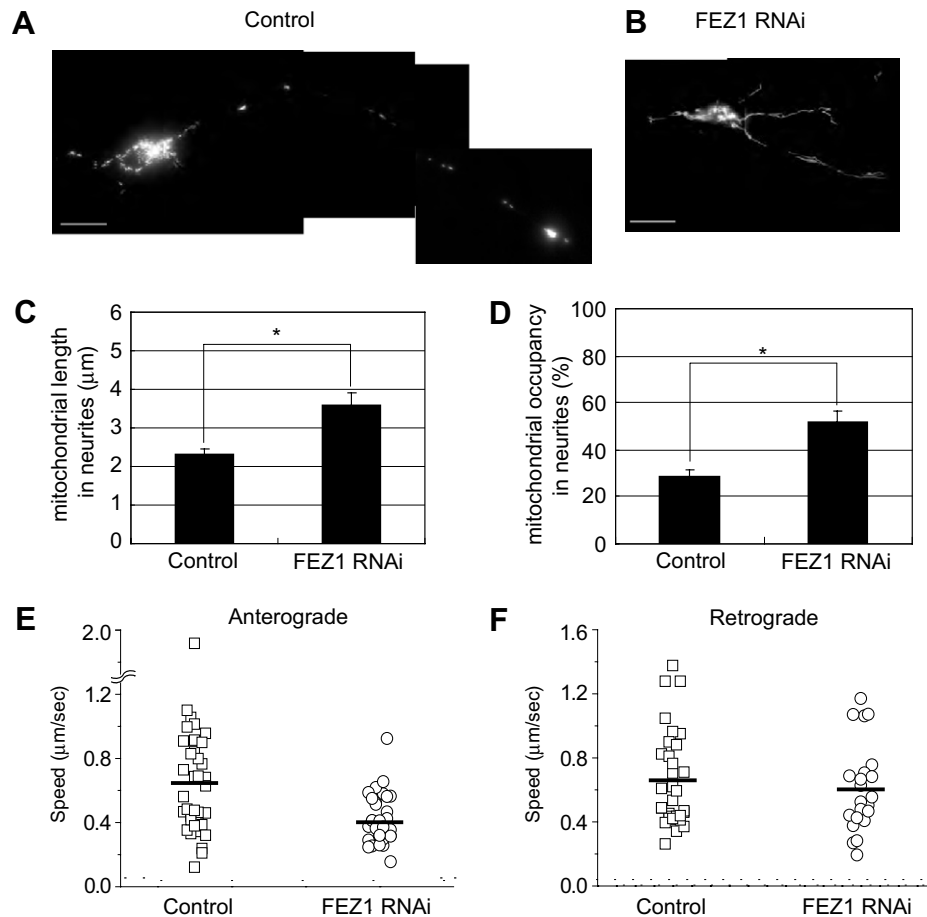 A
Control
B
FEZ1 RNAi
C
mitochondrial length
in neurites (μm)
6
5
4
3
2
1
0
*
Control
FEZ1 RNAi
D
mitochondrial occupancy
in neurites (%)
100
80
60
40
20
0
*
Control
FEZ1 RNAi
E
Anterograde
Speed (μm/sec)
2.0
1.2
0.8
0.4
0.0
Control
FEZ1 RNAi
F
Retrograde
Speed (μm/sec)
1.6
1.2
0.8
0.4
0.0
Control
FEZ1 RNAi